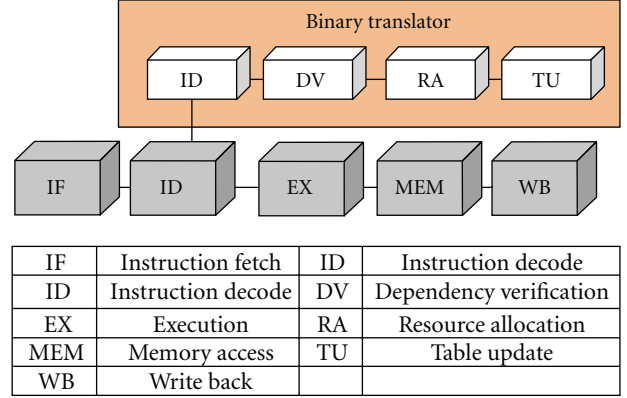 Binary translator
ID DV RA TU
IF ID EX MEM WB
IF Instruction fetch ID Instruction decode
ID Instruction decode DV Dependency verification
EX Execution RA Resource allocation
MEM Memory access TU Table update
WB Write back